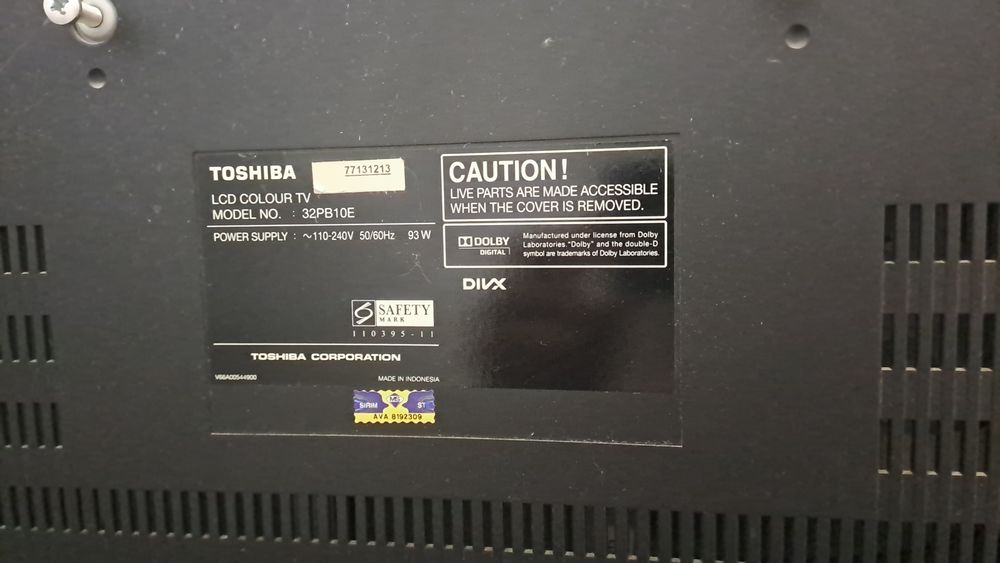 TOSHIBA
77131213
LCD COLOUR TV
MODEL NO. : 32PB10E
POWER SUPPLY : ~110-240V 50/60Hz 93 W
SAFETY
MARK
110395-11
TOSHIBA CORPORATION
V66A00544900
MADE IN INDONESIA
SIRIM
ST
AVA 8192309
CAUTION!
LIVE PARTS ARE MADE ACCESSIBLE
WHEN THE COVER IS REMOVED.
DOLBY
DIGITAL
Manufactured under license from Dolby
Laboratories. "Dolby" and the double-D
symbol are trademarks of Dolby Laboratories.
DIVX